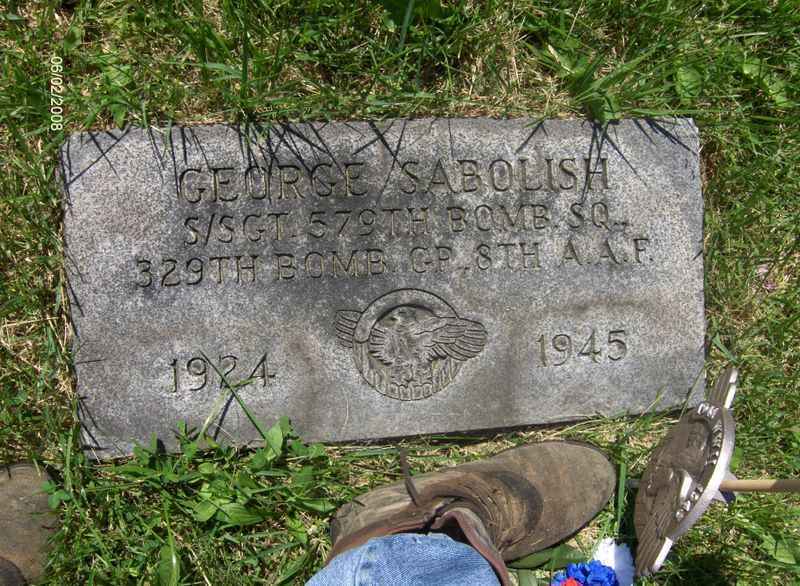 06/02/2008
GEORGE SABOLISH
S/SGT. 579TH BOMB. SQ.,
329TH BOMB. GP., 8TH A.A.F.
1924 1945